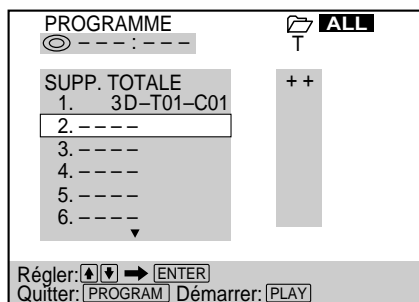 PROGRAMME ALL
– – – : – – – T
SUPP. TOTALE + +
1. 3D–T01–C01
2. – – – –
3. – – – –
4. – – – –
5. – – – –
6. – – – –
Régler: ENTER
Quitter: PROGRAM Démarrer: PLAY